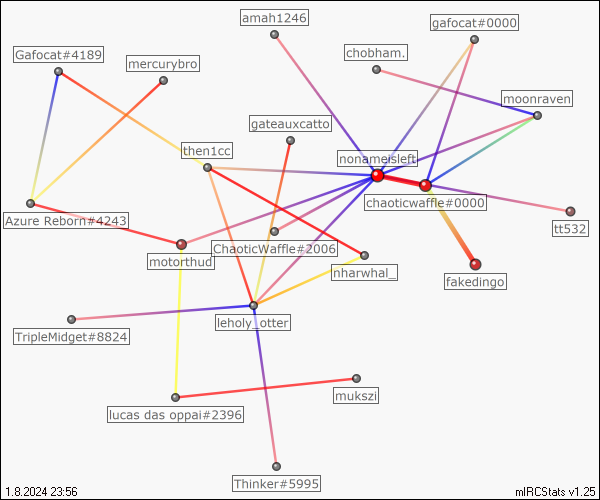 amah1246
gafocat#0000
Gafocat#4189
chobham.
mercurybro
moonraven
gateauxcatto
then1cc
nonameisleft
chaoticwaffle#0000
Azure Reborn#4243
tt532
ChaoticWaffle#2006
motorthud
nharwhal_
fakedingo
leholy_otter
TripleMidget#8824
mukszi
lucas das oppai#2396
Thinker#5995
1.8.2024 23:56
mIRCStats v1.25